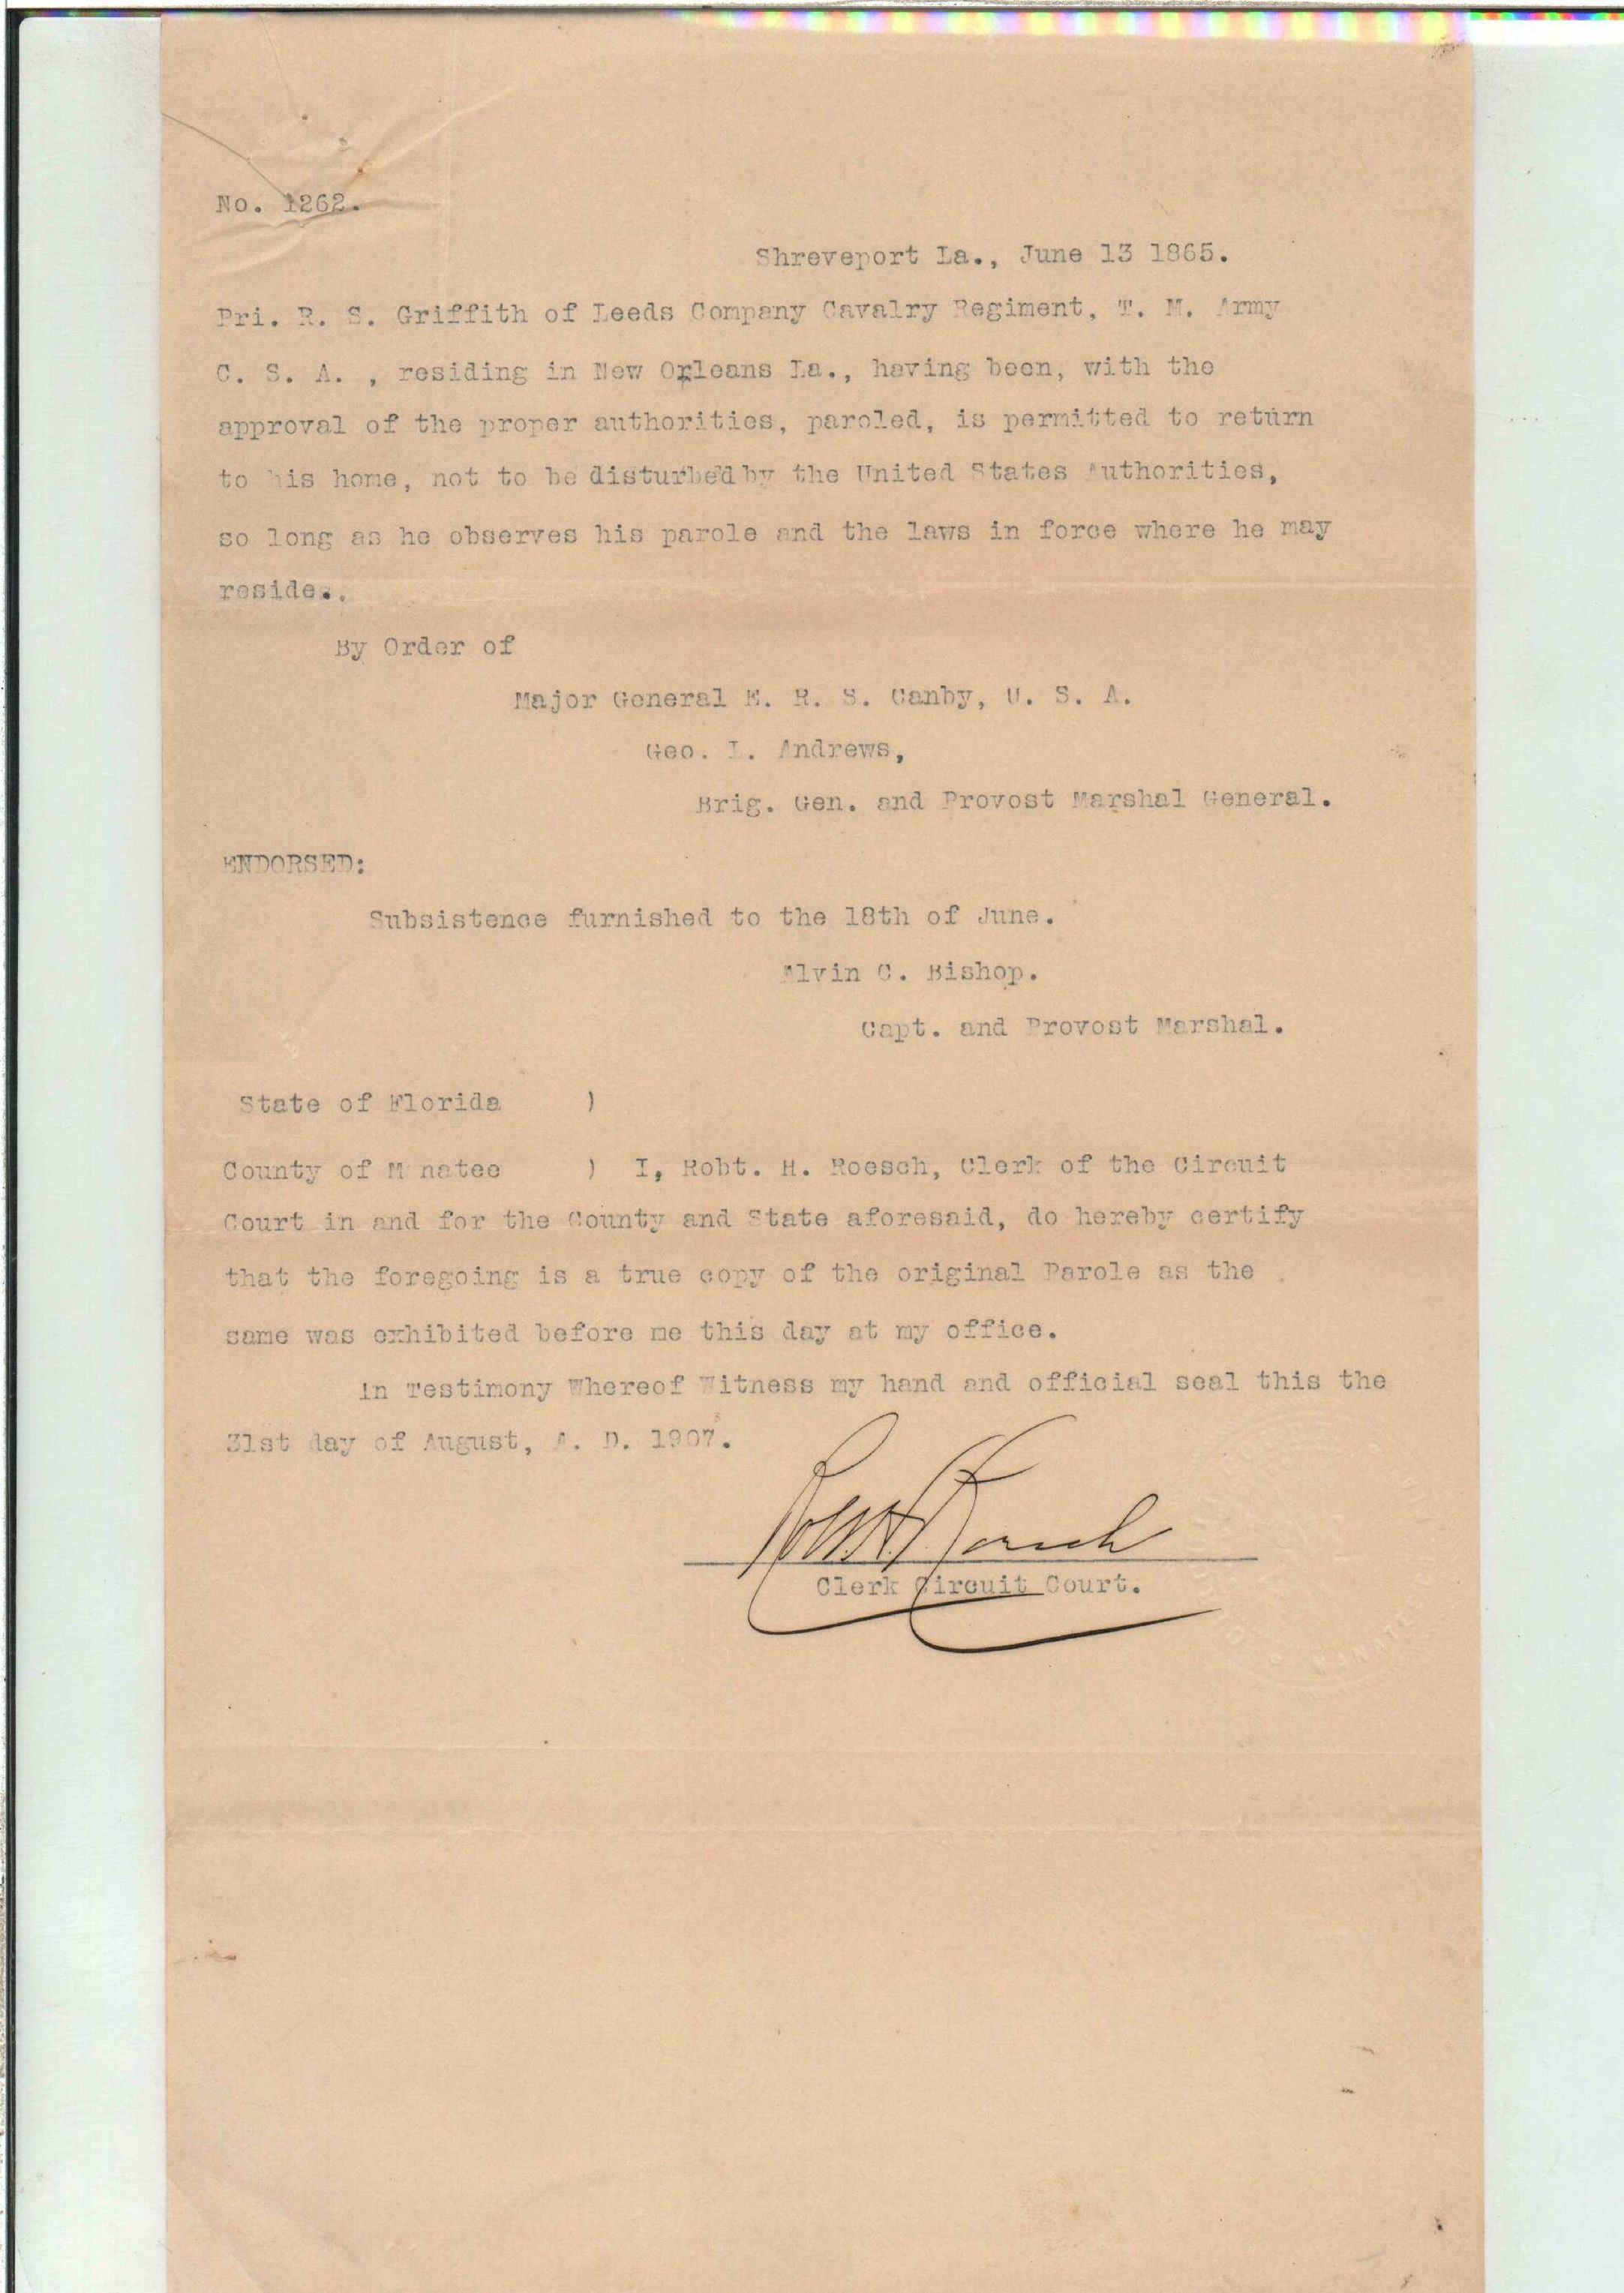 No. 1262.
Shreveport La., June 13 1865.
Pri. R. S. Griffith of Leeds Company Cavalry Regiment, T. M. Army
C. S. A. , residing in New Orleans La., having been, with the
approval of the proper authorities, paroled, is permitted to return
to his home, not to be disturbed by the United States Authorities,
so long as he observes his parole and the laws in force where he may
reside..
By Order of
Major General E. R. S. Canby, U. S. A.
Geo. L. Andrews,
Brig. Gen. and Provost Marshal General.
ENDORSED:
Subsistence furnished to the 18th of June.
Alvin C. Bishop.
Capt. and Provost Marshal.
State of Florida )
County of M natee ) I, Robt. H. Roesch, Clerk of the Circuit
Court in and for the County and State aforesaid, do hereby certify
that the foregoing is a true copy of the original Parole as the
same was exhibited before me this day at my office.
In Testimony Whereof Witness my hand and official seal this the
31st day of August, A. D. 1907.
Robt. H. Roesch
Clerk Circuit Court.